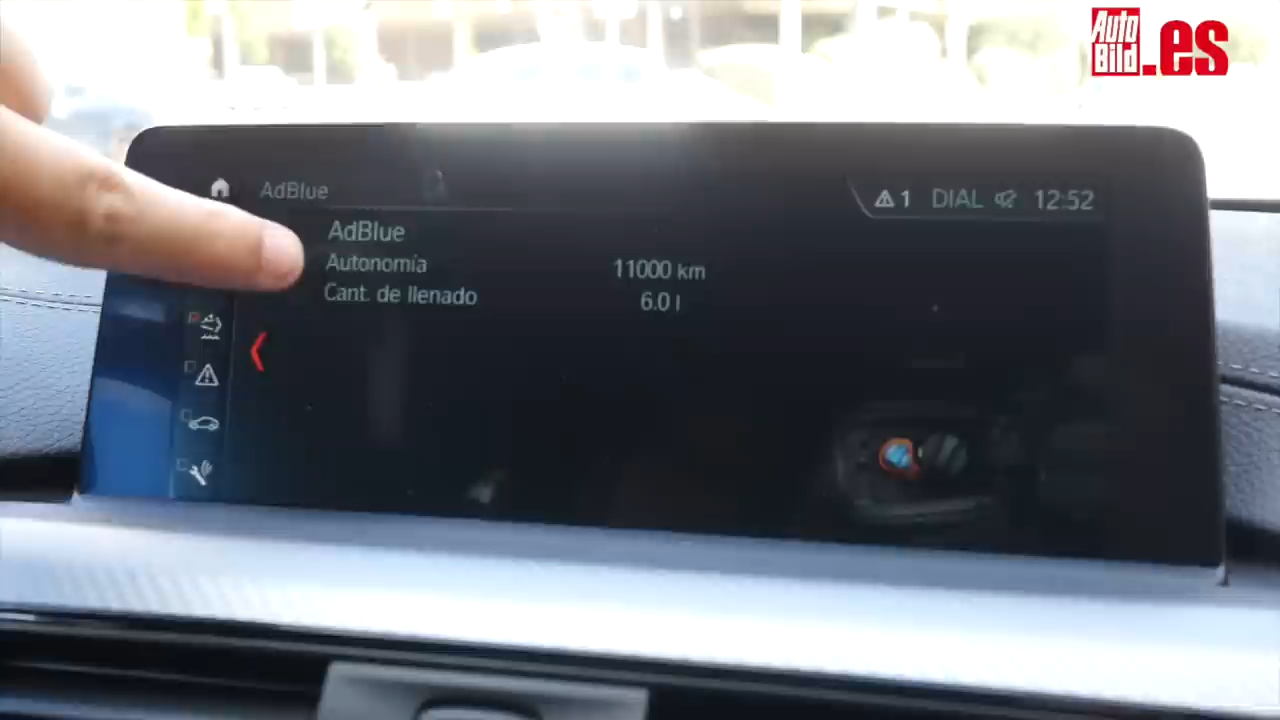 Auto
Bild
.es
AdBlue
1 DIAL 12:52
AdBlue
Autonomía 11000 km
Cant. de llenado 6.0 l